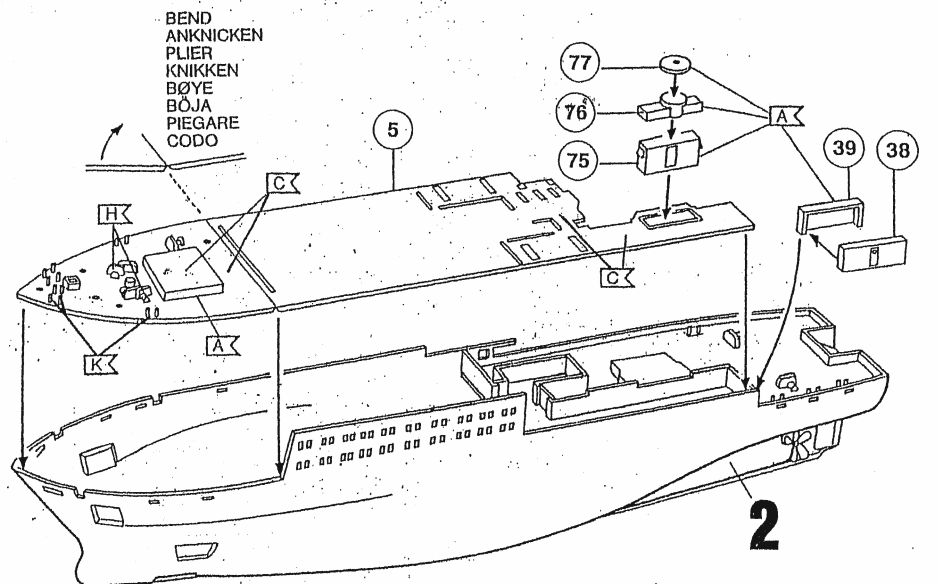 BEND
ANKNICKEN
PLIER
KNIKKEN
BØYE
BÖJA
PIEGARE
CODO
77
76
5
A
75
39
38
C
H
C
A
K
2